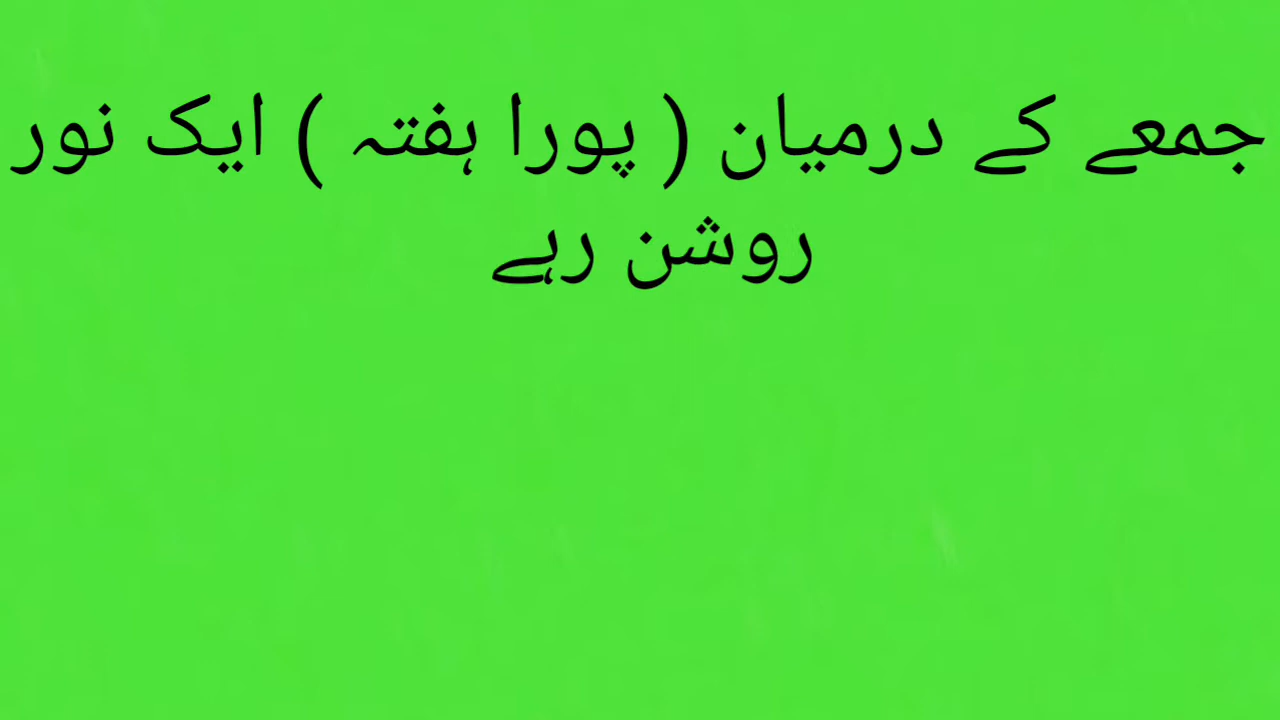 جمعے کے درمیان ( پورا ہفتہ ) ایک نور
روشن رہے